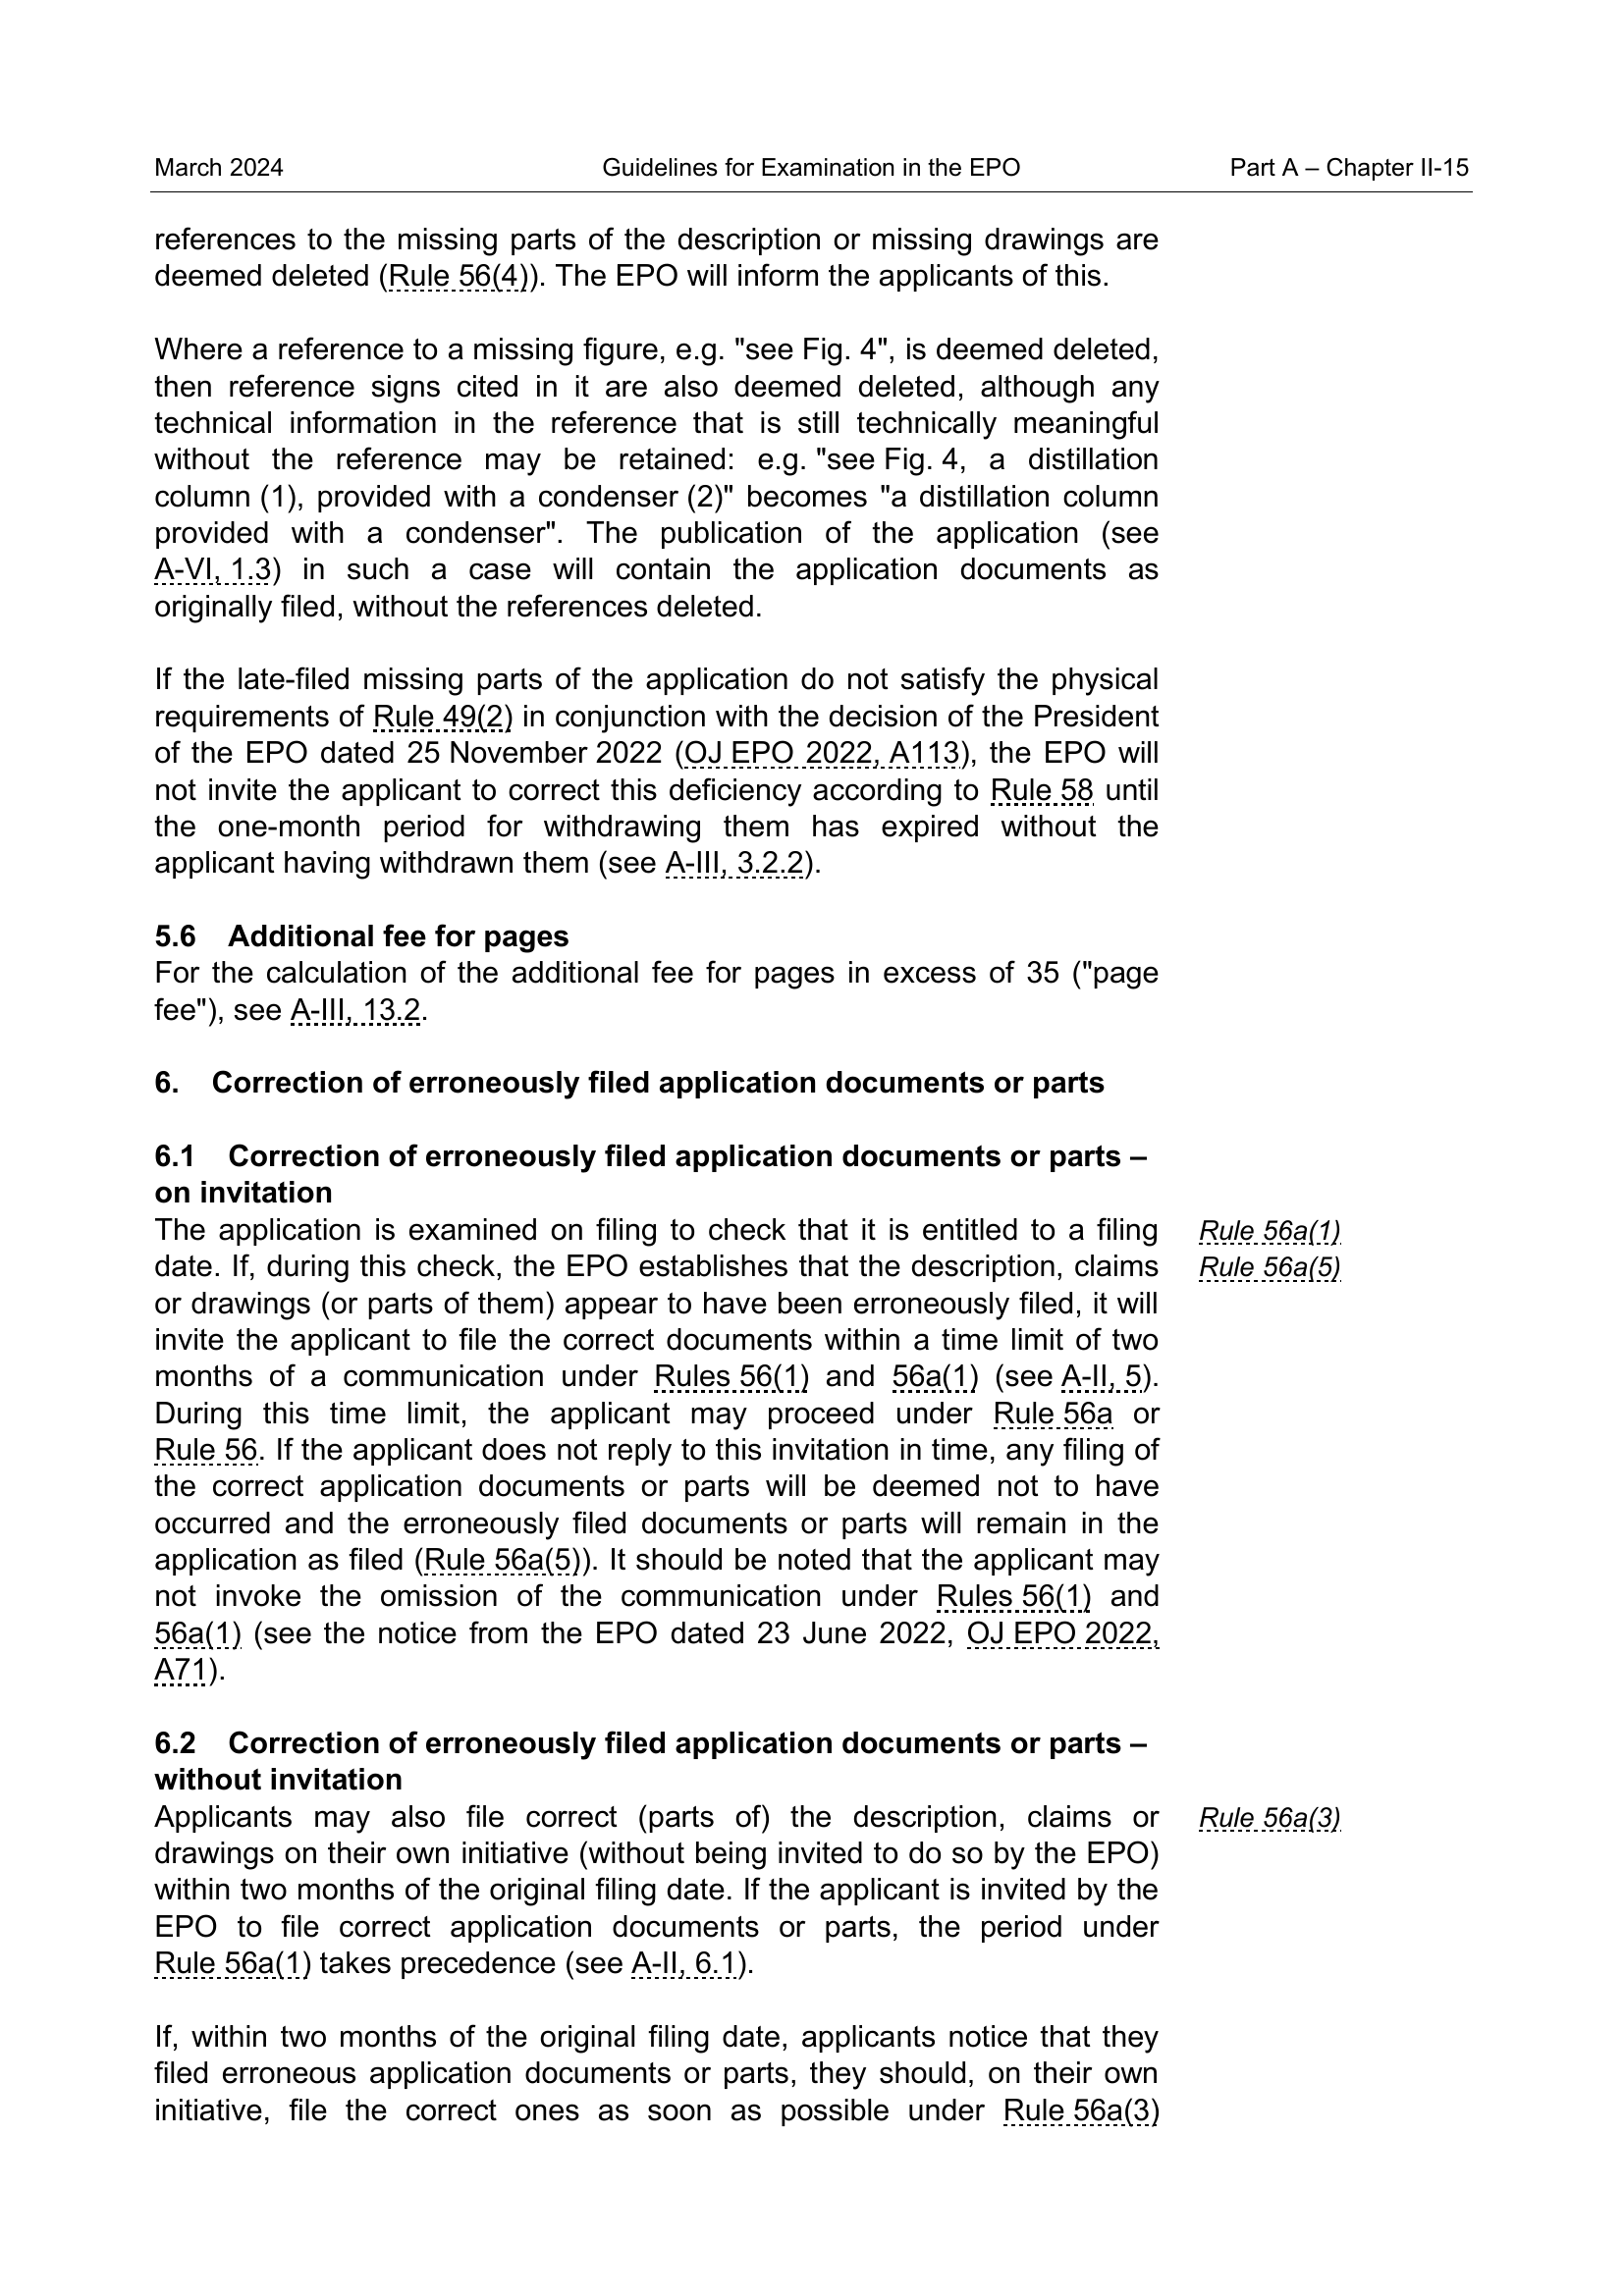 March 2024 Guidelines for Examination in the EPO Part A – Chapter II-15
references to the missing parts of the description or missing drawings are
deemed deleted (Rule 56(4)). The EPO will inform the applicants of this.
Where a reference to a missing figure, e.g. "see Fig. 4", is deemed deleted,
then reference signs cited in it are also deemed deleted, although any
technical information in the reference that is still technically meaningful
without the reference may be retained: e.g. "see Fig. 4, a distillation
column (1), provided with a condenser (2)" becomes "a distillation column
provided with a condenser". The publication of the application (see
A-VI, 1.3) in such a case will contain the application documents as
originally filed, without the references deleted.
If the late-filed missing parts of the application do not satisfy the physical
requirements of Rule 49(2) in conjunction with the decision of the President
of the EPO dated 25 November 2022 (OJ EPO 2022, A113), the EPO will
not invite the applicant to correct this deficiency according to Rule 58 until
the one-month period for withdrawing them has expired without the
applicant having withdrawn them (see A-III, 3.2.2).
5.6 Additional fee for pages
For the calculation of the additional fee for pages in excess of 35 ("page
fee"), see A-III, 13.2.
6. Correction of erroneously filed application documents or parts
6.1 Correction of erroneously filed application documents or parts –
on invitation
The application is examined on filing to check that it is entitled to a filing Rule 56a(1)
date. If, during this check, the EPO establishes that the description, claims Rule 56a(5)
or drawings (or parts of them) appear to have been erroneously filed, it will
invite the applicant to file the correct documents within a time limit of two
months of a communication under Rules 56(1) and 56a(1) (see A-II, 5).
During this time limit, the applicant may proceed under Rule 56a or
Rule 56. If the applicant does not reply to this invitation in time, any filing of
the correct application documents or parts will be deemed not to have
occurred and the erroneously filed documents or parts will remain in the
application as filed (Rule 56a(5)). It should be noted that the applicant may
not invoke the omission of the communication under Rules 56(1) and
56a(1) (see the notice from the EPO dated 23 June 2022, OJ EPO 2022,
A71).
6.2 Correction of erroneously filed application documents or parts –
without invitation
Applicants may also file correct (parts of) the description, claims or Rule 56a(3)
drawings on their own initiative (without being invited to do so by the EPO)
within two months of the original filing date. If the applicant is invited by the
EPO to file correct application documents or parts, the period under
Rule 56a(1) takes precedence (see A-II, 6.1).
If, within two months of the original filing date, applicants notice that they
filed erroneous application documents or parts, they should, on their own
initiative, file the correct ones as soon as possible under Rule 56a(3)